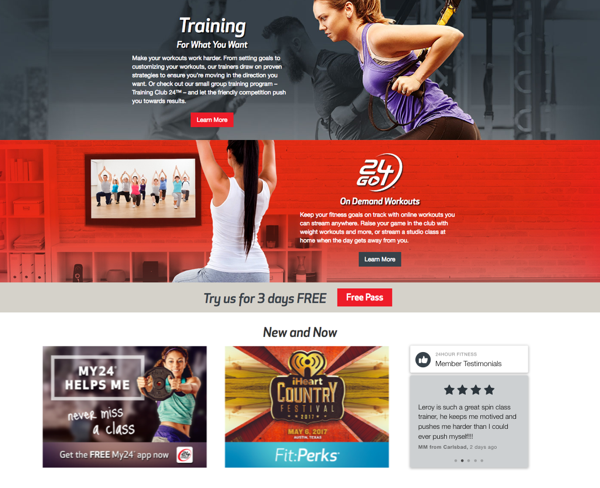 Training
For What You Want
Make your workouts work harder. From setting goals to
customizing your workouts, our trainers draw on proven
strategies to ensure you're moving in the direction you
want. Or check out our small group training program –
Training Club 24™ – and let the friendly competition push
you towards results.
Learn More
24
GO
On Demand Workouts
Keep your fitness goals on track with online workouts you
can stream anywhere. Raise your game in the club with
weight workouts and more, or stream a studio class at
home when the day gets away from you.
Learn More
Try us for 3 days FREE
Free Pass
New and Now
MY24®
HELPS ME
never miss
a class
Get the FREE My24® app now
iHeart
COUNTRY
FESTIVAL
2017
MAY 6, 2017
AUSTIN, TEXAS
Fit:Perks®
24HOUR FITNESS
Member Testimonials
Leroy is such a great spin class
trainer, he keeps me motived and
pushes me harder than I could
ever push myself!!!
MM from Carlsbad, 2 days ago